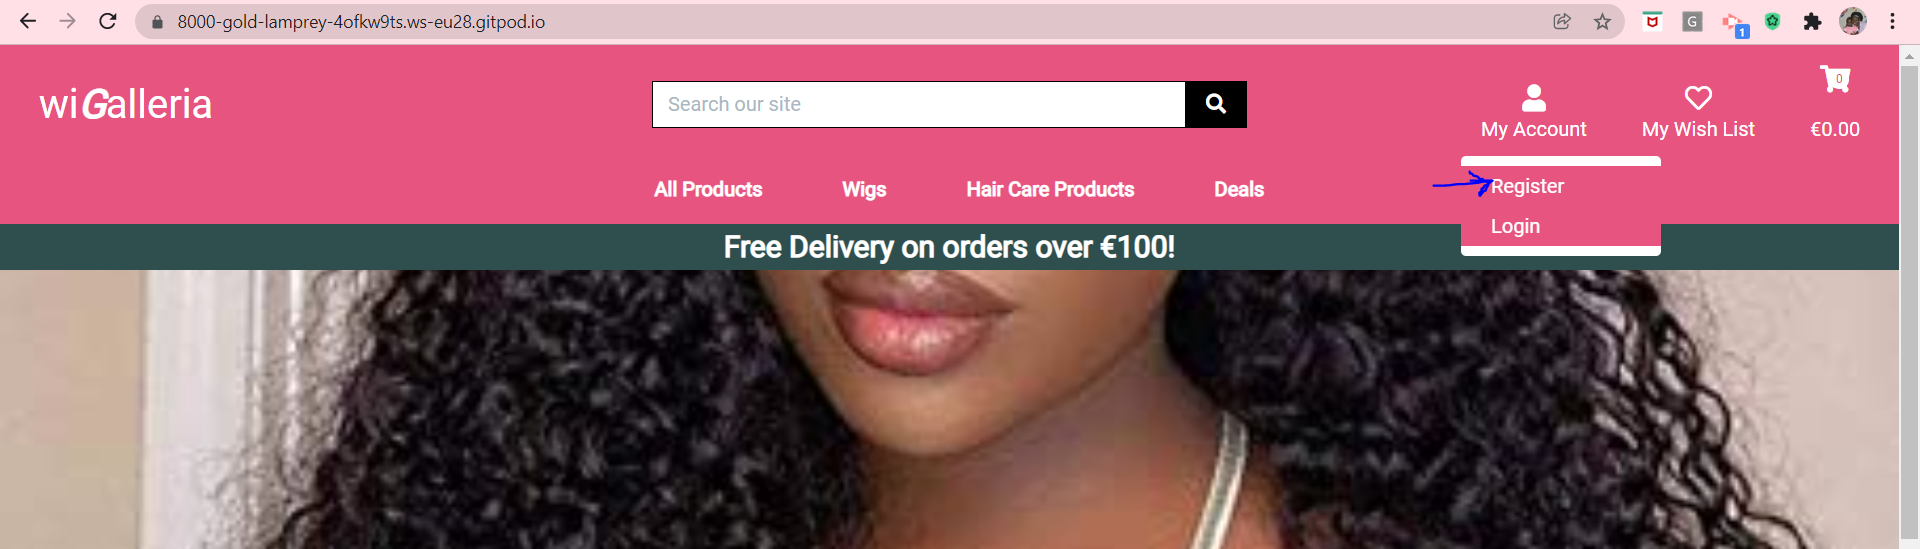 8000-gold-lamprey-4ofkw9ts.ws-eu28.gitpod.io
G
1
wiGalleria
Search our site
My Account
My Wish List
0
€0.00
Register
Login
All Products
Wigs
Hair Care Products
Deals
Free Delivery on orders over €100!